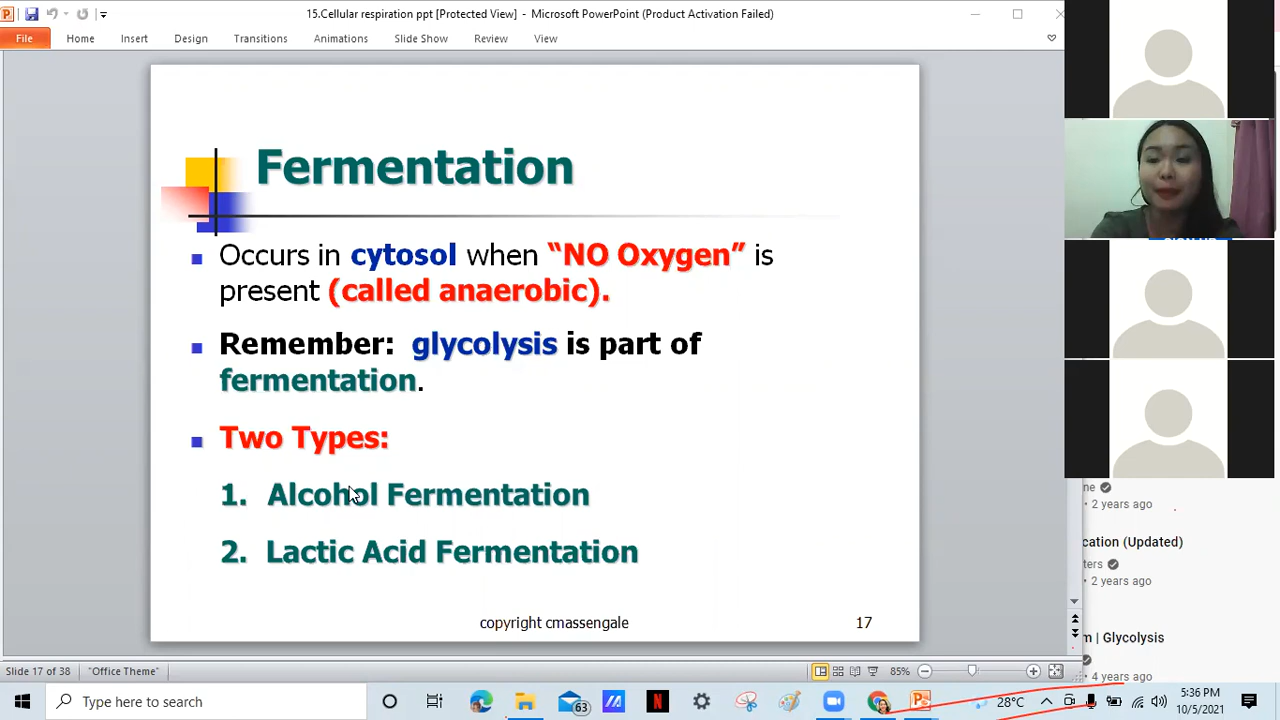 15.Cellular respiration ppt [Protected View] - Microsoft PowerPoint (Product Activation Failed)
File Home Insert Design Transitions Animations Slide Show Review View
Fermentation
Occurs in cytosol when “NO Oxygen” is
present (called anaerobic).
Remember: glycolysis is part of
fermentation.
Two Types:
1. Alcohol Fermentation
2. Lactic Acid Fermentation
copyright cmassengale 17
ne
• 2 years ago
cation (Updated)
ters
• 2 years ago
m | Glycolysis
• 4 years ago
Slide 17 of 38 "Office Theme" 85%
Type here to search 63 28°C 5:36 PM
10/5/2021